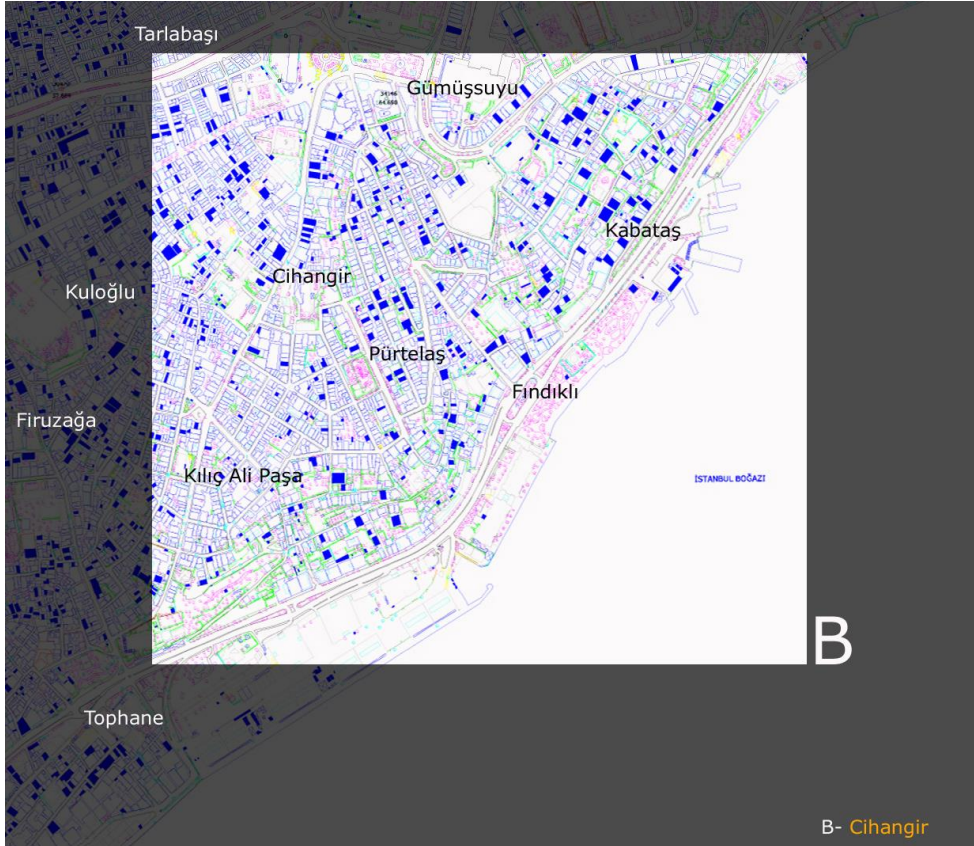 Tarlabaşı
Gümüşsuyu
Kabataş
Cihangir
Kuloğlu
Pürtelaş
Fındıklı
Firuzağa
Kılıç Ali Paşa
İSTANBUL BOĞAZI
B
Tophane
B- Cihangir